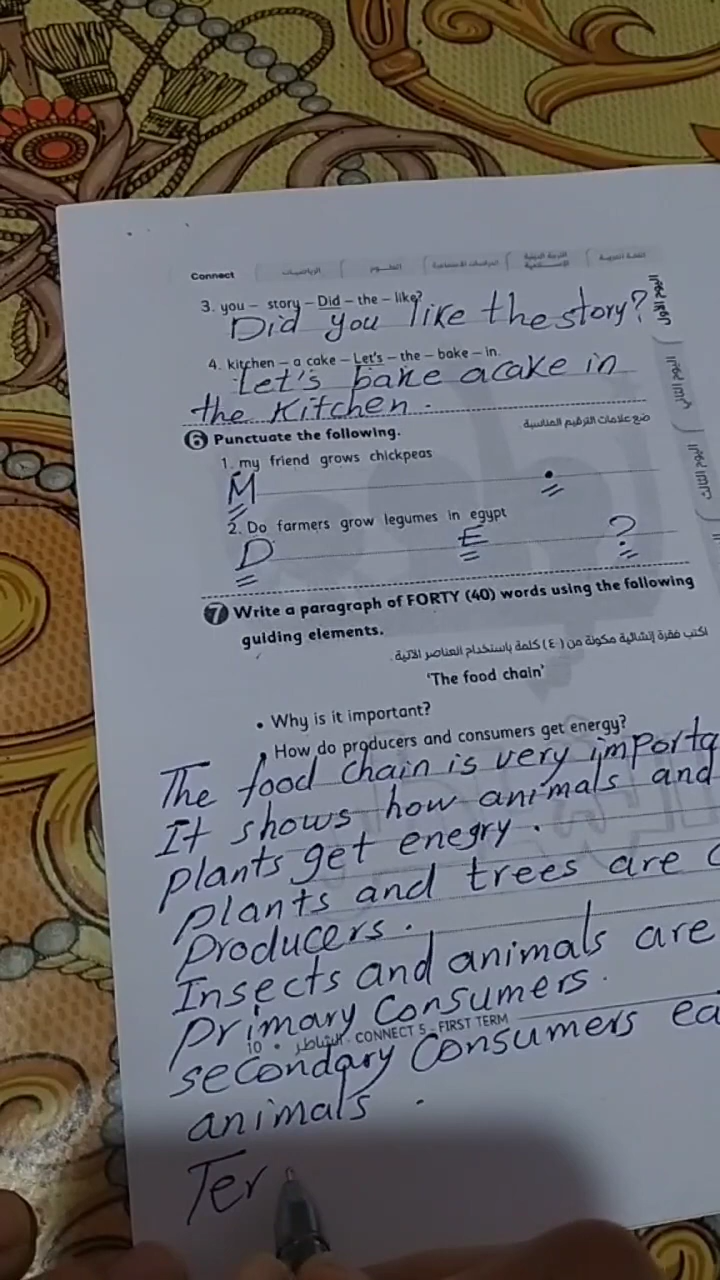 Connect
3. you – story – Did – the – like?
Did you like the story?
4. kitchen – a cake – Let's – the – bake – in.
Let's bake a cake in
the Kitchen.
6 Punctuate the following.
ضع علامات الترقيم المناسبة
1. my friend grows chickpeas
M .
2. Do farmers grow legumes in egypt
D E ?
7 Write a paragraph of FORTY (40) words using the following
guiding elements.
اكتب فقرة إنشائية مكونة من (٤٠) كلمة باستخدام العناصر الآتية.
'The food chain'
• Why is it important?
• How do producers and consumers get energy?
The food chain is very importa
It shows how animals and
plants get enegry.
plants and trees are
producers.
Insects and animals are
primary consumers.
10 • الشاطر - CONNECT 5 - FIRST TERM
secondary consumers ea
animals.
Ter